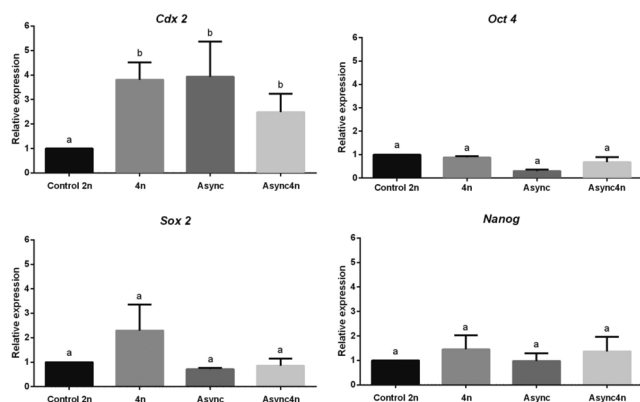 Cdx 2
Relative expression
6
5
4
3
2
1
0
a
b
b
b
Control 2n 4n Async Async4n
Oct 4
Relative expression
6
5
4
3
2
1
0
a
a
a
a
Control 2n 4n Async Async4n
Sox 2
Relative expression
6
5
4
3
2
1
0
a
a
a
a
Control 2n 4n Async Async4n
Nanog
Relative expression
6
5
4
3
2
1
0
a
a
a
a
Control 2n 4n Async Async4n